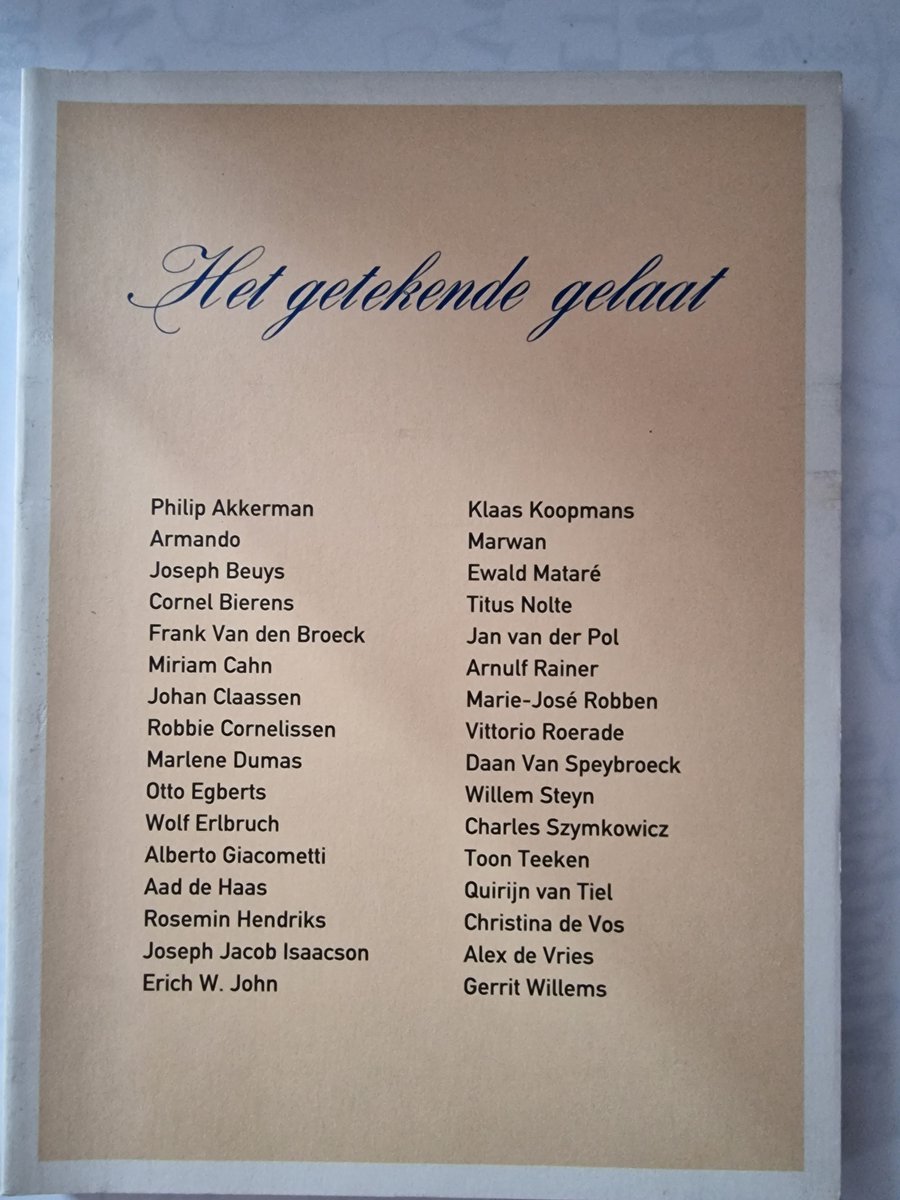 Het getekende gelaat
Philip Akkerman
Armando
Joseph Beuys
Cornel Bierens
Frank Van den Broeck
Miriam Cahn
Johan Claassen
Robbie Cornelissen
Marlene Dumas
Otto Egberts
Wolf Erlbruch
Alberto Giacometti
Aad de Haas
Rosemin Hendriks
Joseph Jacob Isaacson
Erich W. John
Klaas Koopmans
Marwan
Ewald Mataré
Titus Nolte
Jan van der Pol
Arnulf Rainer
Marie-José Robben
Vittorio Roerade
Daan Van Speybroeck
Willem Steyn
Charles Szymkowicz
Toon Teeken
Quirijn van Tiel
Christina de Vos
Alex de Vries
Gerrit Willems